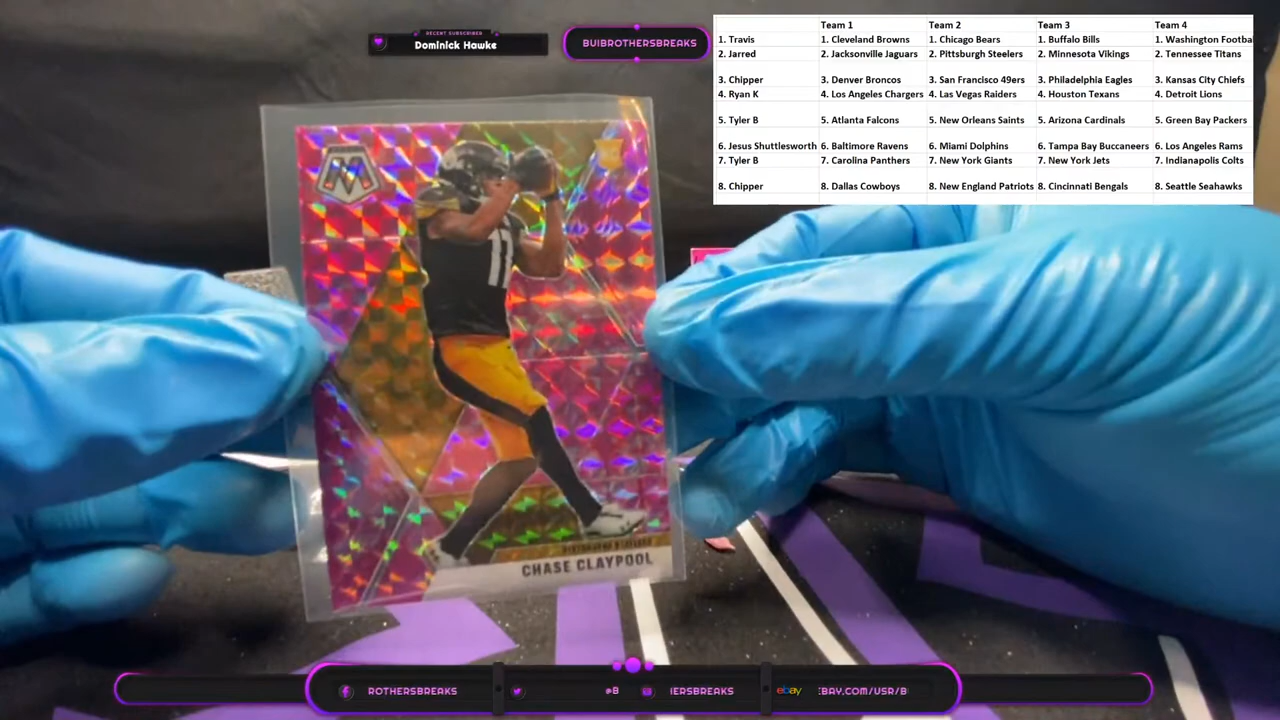 RECENT SUBSCRIBER
Dominick Hawke
BUIBROTHERSBREAKS
Team 1 Team 2 Team 3 Team 4
1. Travis 1. Cleveland Browns 1. Chicago Bears 1. Buffalo Bills 1. Washington Footba
2. Jarred 2. Jacksonville Jaguars 2. Pittsburgh Steelers 2. Minnesota Vikings 2. Tennessee Titans
3. Chipper 3. Denver Broncos 3. San Francisco 49ers 3. Philadelphia Eagles 3. Kansas City Chiefs
4. Ryan K 4. Los Angeles Chargers 4. Las Vegas Raiders 4. Houston Texans 4. Detroit Lions
5. Tyler B 5. Atlanta Falcons 5. New Orleans Saints 5. Arizona Cardinals 5. Green Bay Packers
6. Jesus Shuttlesworth 6. Baltimore Ravens 6. Miami Dolphins 6. Tampa Bay Buccaneers 6. Los Angeles Rams
7. Tyler B 7. Carolina Panthers 7. New York Giants 7. New York Jets 7. Indianapolis Colts
8. Chipper 8. Dallas Cowboys 8. New England Patriots 8. Cincinnati Bengals 8. Seattle Seahawks
M
11
PITTSBURGH STEELERS
CHASE CLAYPOOL
ROTHERSBREAKS @B IERSBREAKS ebay :BAY.COM/USR/B